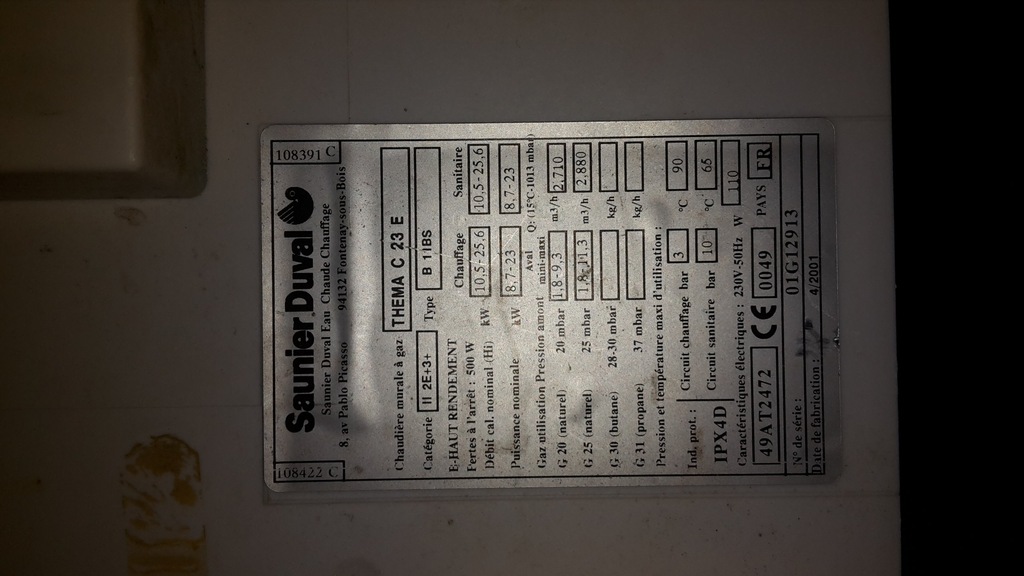 108422 C 108391 C
Saunier Duval
Saunier Duval Eau Chaude Chauffage
8, av Pablo Picasso 94132 Fontenay-sous-Bois
Chaudière murale à gaz THEMA C 23 E
Catégorie II 2E+3+ Type B 11BS
E-HAUT RENDEMENT
Pertes à l'arrêt : 500 W Chauffage Sanitaire
Débit cal. nominal (Hi) kW 10,5-25,6 10,5-25,6
Puissance nominale kW 8,7-23 8,7-23
Gaz utilisation Pression amont Aval mini-maxi Q: (15°C-1013 mbar)
G 20 (naturel) 20 mbar 1,8-9,3 m3/h 2,710
G 25 (naturel) 25 mbar 1,8-11,3 m3/h 2,880
G 30 (butane) 28-30 mbar kg/h
G 31 (propane) 37 mbar kg/h
Pression et température maxi d'utilisation :
Ind. prot. : Circuit chauffage bar 3 °C 90
IPX4D Circuit sanitaire bar 10 °C 65
Caractéristiques électriques : 230V-50Hz W 110
49AT2472 CE 0049 PAYS FR
N° de série : 01G12913
Date de fabrication : 4/2001